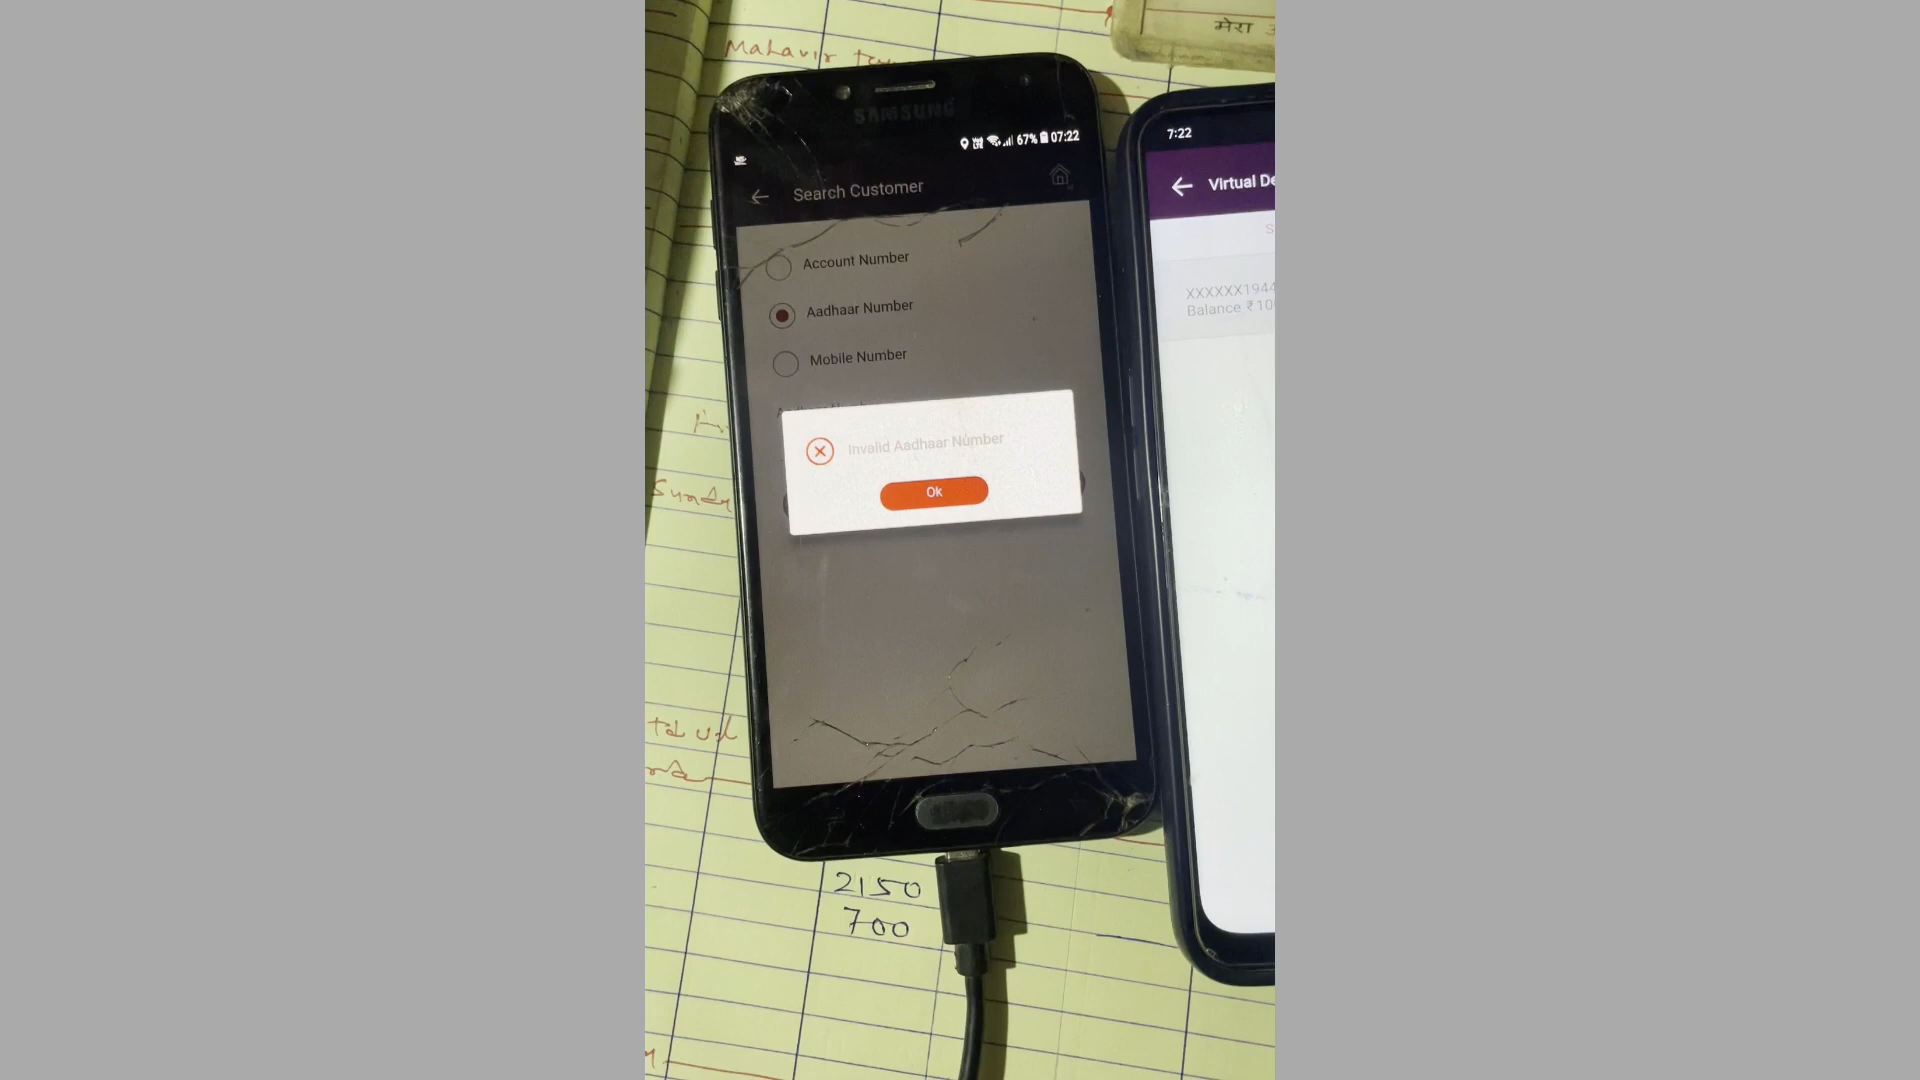 Mahavir
मेरा
SAMSUNG
67% 07:22
Search Customer
Account Number
Aadhaar Number
Mobile Number
Invalid Aadhaar Number
Ok
7:22
Virtual De
XXXXXX1944
Balance ₹10
2150
700